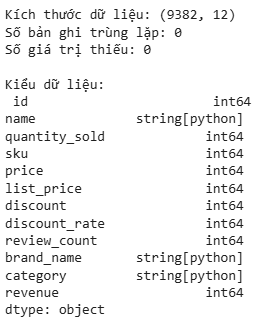 Kích thước dữ liệu: (9382, 12)
Số bản ghi trùng lặp: 0
Số giá trị thiếu: 0

Kiểu dữ liệu:
id int64
name string[python]
quantity_sold int64
sku int64
price int64
list_price int64
discount int64
discount_rate int64
review_count int64
brand_name string[python]
category string[python]
revenue int64
dtype: object